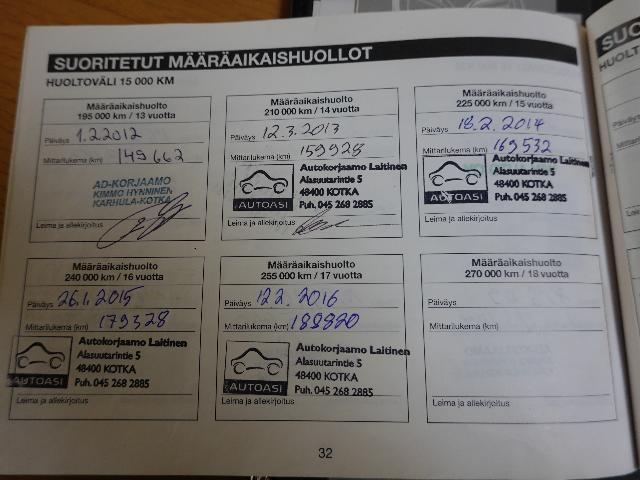 SUORITETUT MÄÄRÄAIKAISHUOLLOT
HUOLTOVÄLI 15 000 KM
Määräaikaishuolto
195 000 km / 13 vuotta
Päiväys 1.2.2012
Mittarilukema (km) 149 662
AD-KORJAAMO
KIMMO HYNNINEN
KARHULA-KOTKA
Leima ja allekirjoitus
Määräaikaishuolto
210 000 km / 14 vuotta
Päiväys 12.3.2013
Mittarilukema (km) 159928
Autokorjaamo Laitinen
Alasuutarintie 5
48400 KOTKA
Puh. 045 268 2885
AUTOASI
Leima ja allekirjoitus
Määräaikaishuolto
225 000 km / 15 vuotta
Päiväys 18.2.2014
Mittarilukema (km) 169532
Autokorjaamo Laitinen
Alasuutarintie 5
48400 KOTKA
Puh. 045 268 2885
AUTOASI
Leima ja allekirjoitus
Määräaikaishuolto
240 000 km / 16 vuotta
Päiväys 26.1.2015
Mittarilukema (km) 179328
Autokorjaamo Laitinen
Alasuutarintie 5
48400 KOTKA
Puh. 045 268 2885
AUTOASI
Leima ja allekirjoitus
Määräaikaishuolto
255 000 km / 17 vuotta
Päiväys 12.2.2016
Mittarilukema (km) 189820
Autokorjaamo Laitinen
Alasuutarintie 5
48400 KOTKA
Puh. 045 268 2885
AUTOASI
Leima ja allekirjoitus
Määräaikaishuolto
270 000 km / 18 vuotta
Päiväys
Mittarilukema (km)
Leima ja allekirjoitus
32